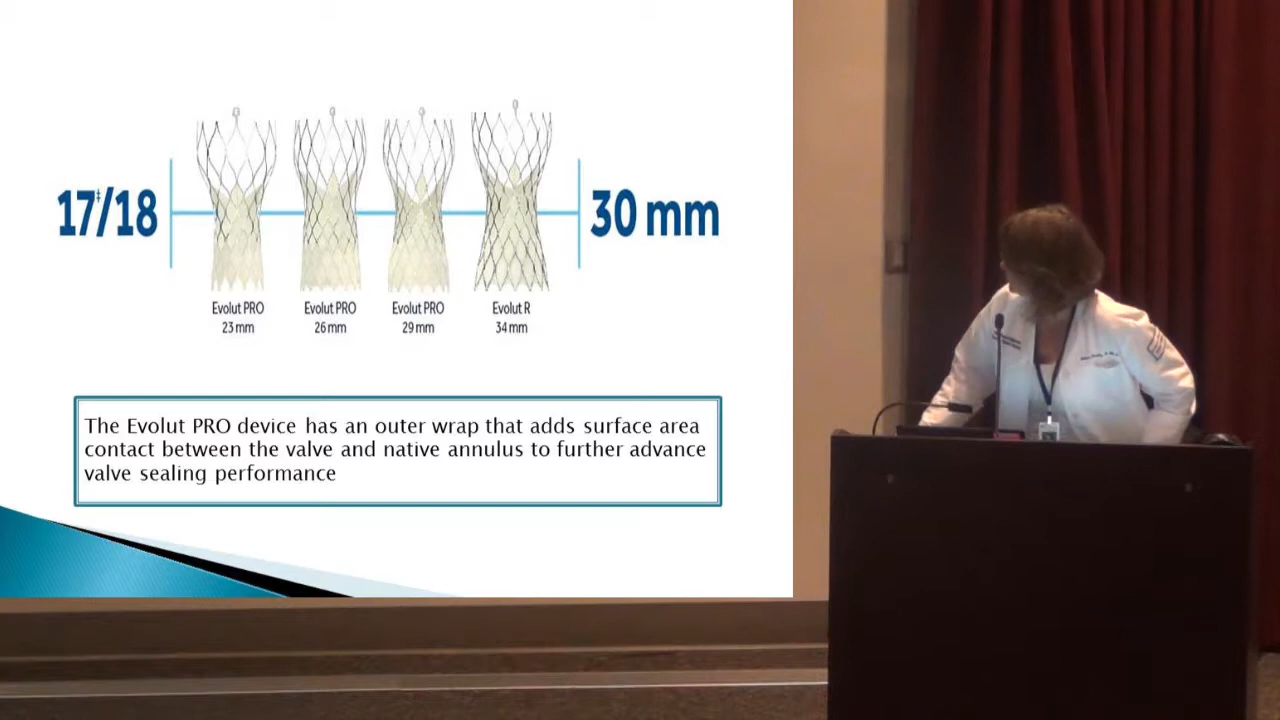 17‡/18
30 mm
Evolut PRO
23 mm
Evolut PRO
26 mm
Evolut PRO
29 mm
Evolut R
34 mm
The Evolut PRO device has an outer wrap that adds surface area
contact between the valve and native annulus to further advance
valve sealing performance